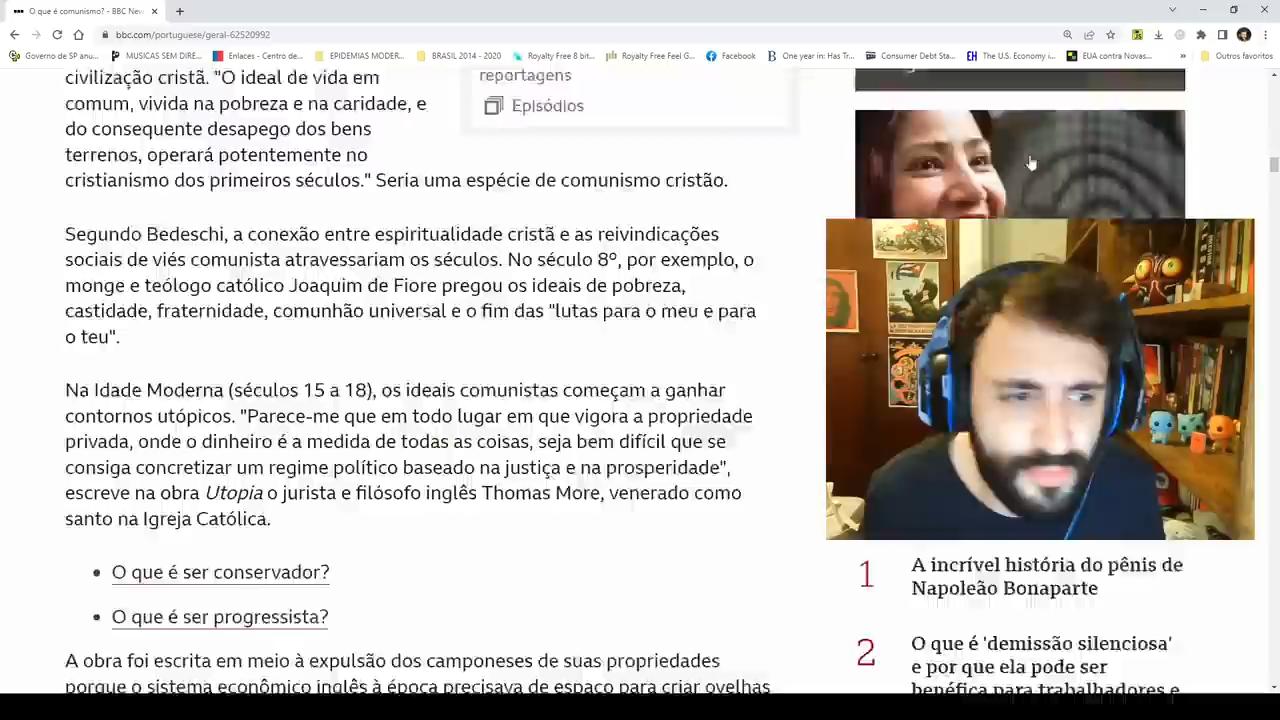 O que é comunismo? - BBC New
bbc.com/portuguese/geral-62520992
Governo de SP anu...
MUSICAS SEM DIRE...
Enlaces - Centro de...
EPIDEMIAS MODER...
BRASIL 2014 - 2020
Royalty Free 8 bit...
Royalty Free Feel G...
Facebook
One year in: Has Tr...
Consumer Debt Sta...
The U.S. Economy i...
EUA contra Novas...
Outros favoritos
civilização cristã. "O ideal de vida em
comum, vivida na pobreza e na caridade, e
do consequente desapego dos bens
terrenos, operará potentemente no
cristianismo dos primeiros séculos." Seria uma espécie de comunismo cristão.
reportagens
Episódios
Segundo Bedeschi, a conexão entre espiritualidade cristã e as reivindicações
sociais de viés comunista atravessariam os séculos. No século 8º, por exemplo, o
monge e teólogo católico Joaquim de Fiore pregou os ideais de pobreza,
castidade, fraternidade, comunhão universal e o fim das "lutas para o meu e para
o teu".
Na Idade Moderna (séculos 15 a 18), os ideais comunistas começam a ganhar
contornos utópicos. "Parece-me que em todo lugar em que vigora a propriedade
privada, onde o dinheiro é a medida de todas as coisas, seja bem difícil que se
consiga concretizar um regime político baseado na justiça e na prosperidade",
escreve na obra Utopia o jurista e filósofo inglês Thomas More, venerado como
santo na Igreja Católica.
O que é ser conservador?
O que é ser progressista?
A obra foi escrita em meio à expulsão dos camponeses de suas propriedades
porque o sistema econômico inglês à época precisava de espaço para criar ovelhas
1
A incrível história do pênis de
Napoleão Bonaparte
2
O que é 'demissão silenciosa'
e por que ela pode ser
benéfica para trabalhadores e